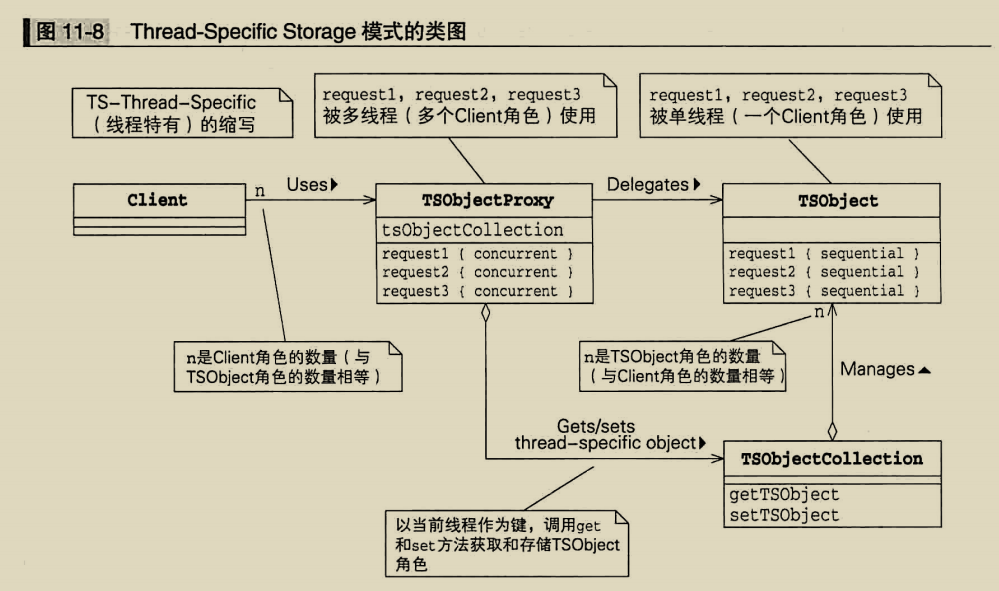 图 11-8 Thread-Specific Storage 模式的类图
TS-Thread-Specific
（线程特有）的缩写
request1, request2, request3
被多线程（多个Client角色）使用
request1, request2, request3
被单线程（一个Client角色）使用
Client
n
Uses
TSObjectProxy
tsObjectCollection
request1 { concurrent }
request2 { concurrent }
request3 { concurrent }
Delegates
TSObject
request1 { sequential }
request2 { sequential }
request3 { sequential }
n
n是Client角色的数量（与
TSObject角色的数量相等）
n是TSObject角色的数量
（与Client角色的数量相等）
Manages
Gets/sets
thread-specific object
TSObjectCollection
getTSObject
setTSObject
以当前线程作为键，调用get
和set方法获取和存储TSObject
角色